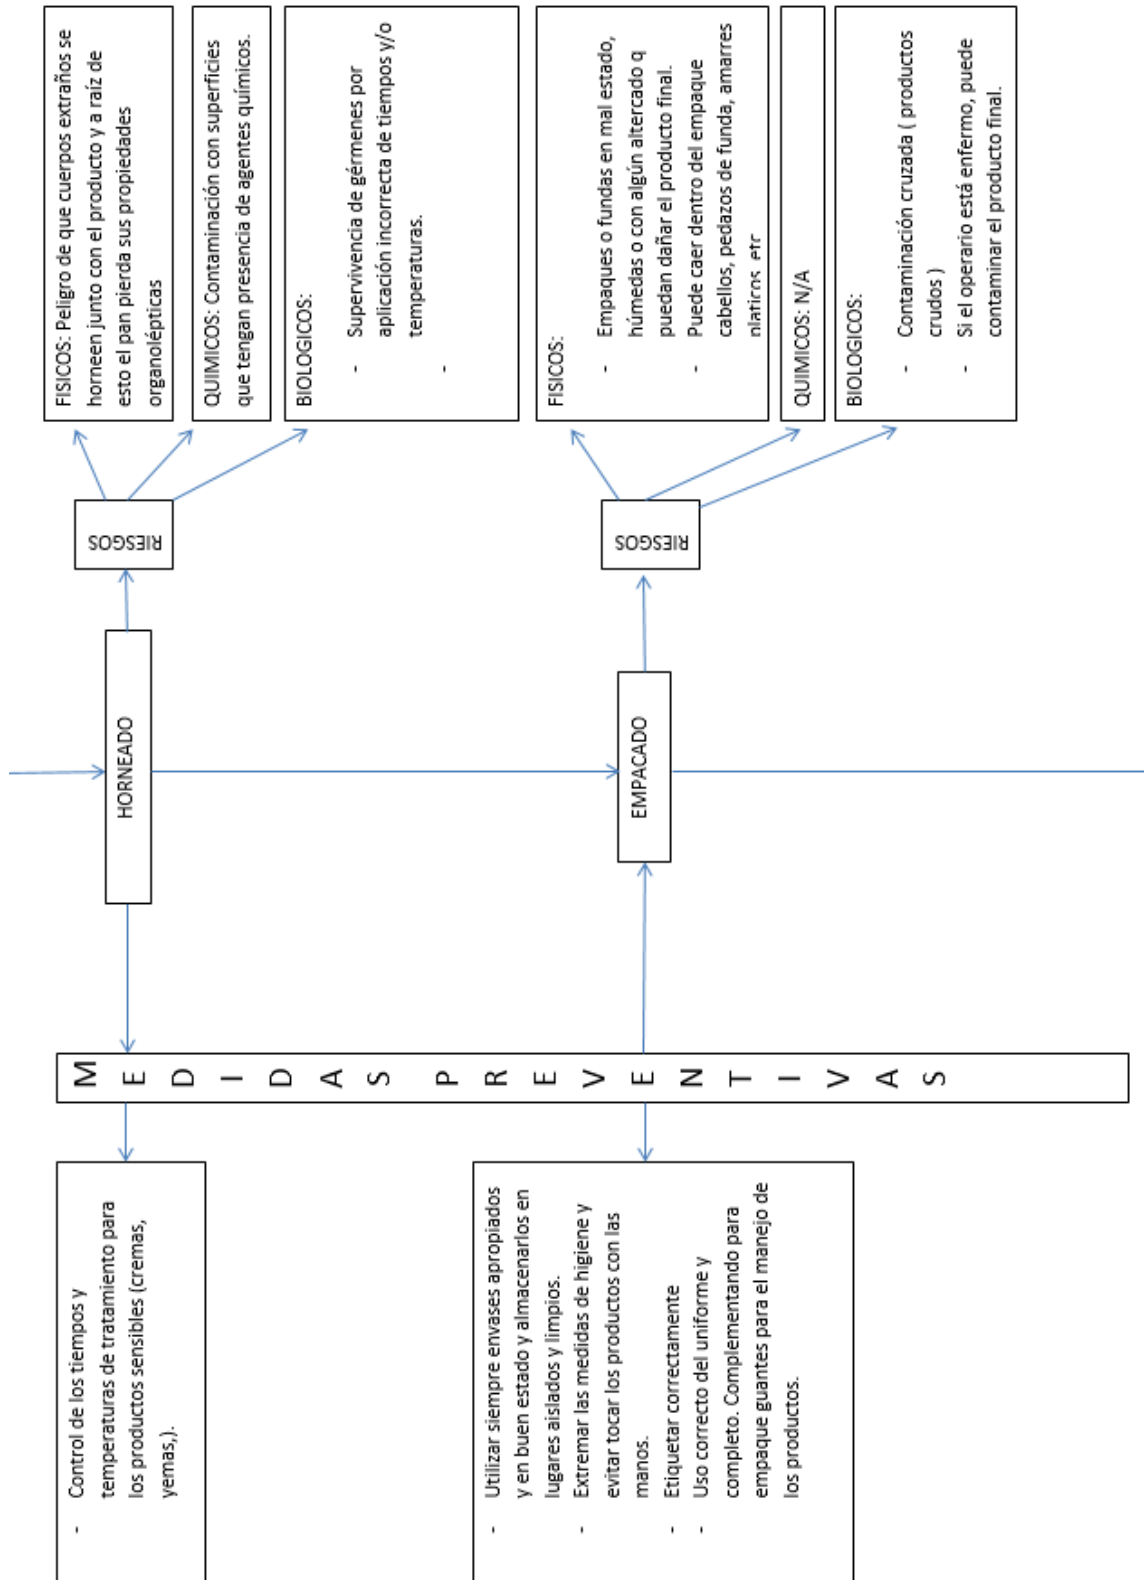 FISICOS: Peligro de que cuerpos extraños se
horneen junto con el producto y a raíz de
esto el pan pierda sus propiedades
organolépticas
QUIMICOS: Contaminación con superficies
que tengan presencia de agentes químicos.
BIOLOGICOS:
- Supervivencia de gérmenes por
aplicación incorrecta de tiempos y/o
temperaturas.
-
RIESGOS
HORNEADO
- Control de los tiempos y
temperaturas de tratamiento para
los productos sensibles (cremas,
yemas,).
MEDIDAS PREVENTIVAS
FISICOS:
- Empaques o fundas en mal estado,
húmedas o con algún altercado q
puedan dañar el producto final.
- Puede caer dentro del empaque
cabellos, pedazos de funda, amarres
platicos, etc
QUIMICOS: N/A
BIOLOGICOS:
- Contaminación cruzada ( productos
crudos )
- Si el operario está enfermo, puede
contaminar el producto final.
RIESGOS
EMPACADO
- Utilizar siempre envases apropiados
y en buen estado y almacenarlos en
lugares aislados y limpios.
- Extremar las medidas de higiene y
evitar tocar los productos con las
manos.
- Etiquetar correctamente
- Uso correcto del uniforme y
completo. Complementando para
empaque guantes para el manejo de
los productos.